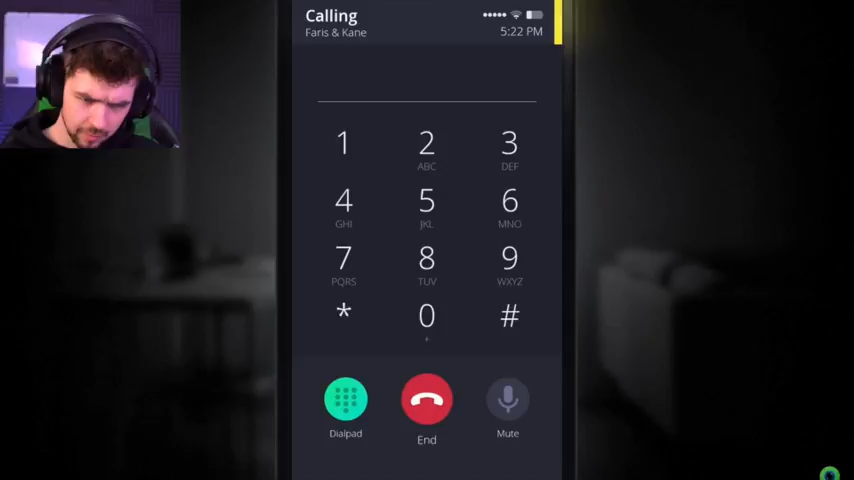 Calling
Faris & Kane
5:22 PM
1
2
3
ABC
DEF
4
5
6
GHI
JKL
MNO
7
8
9
PQRS
TUV
WXYZ
*
0
#
+
Dialpad
End
Mute